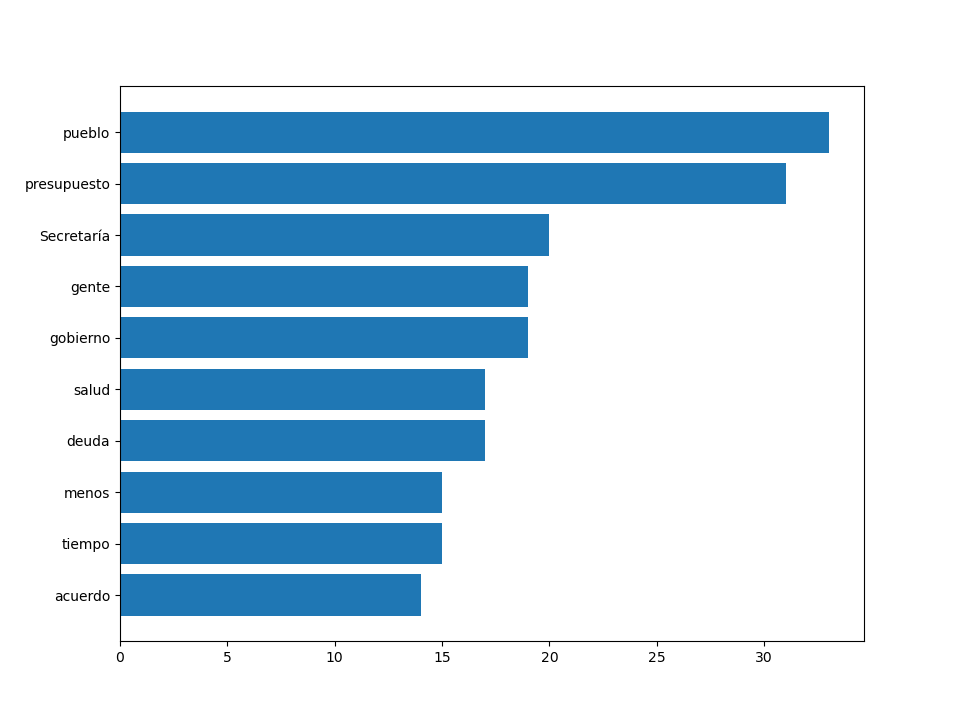 pueblo
presupuesto
Secretaría
gente
gobierno
salud
deuda
menos
tiempo
acuerdo
0 5 10 15 20 25 30